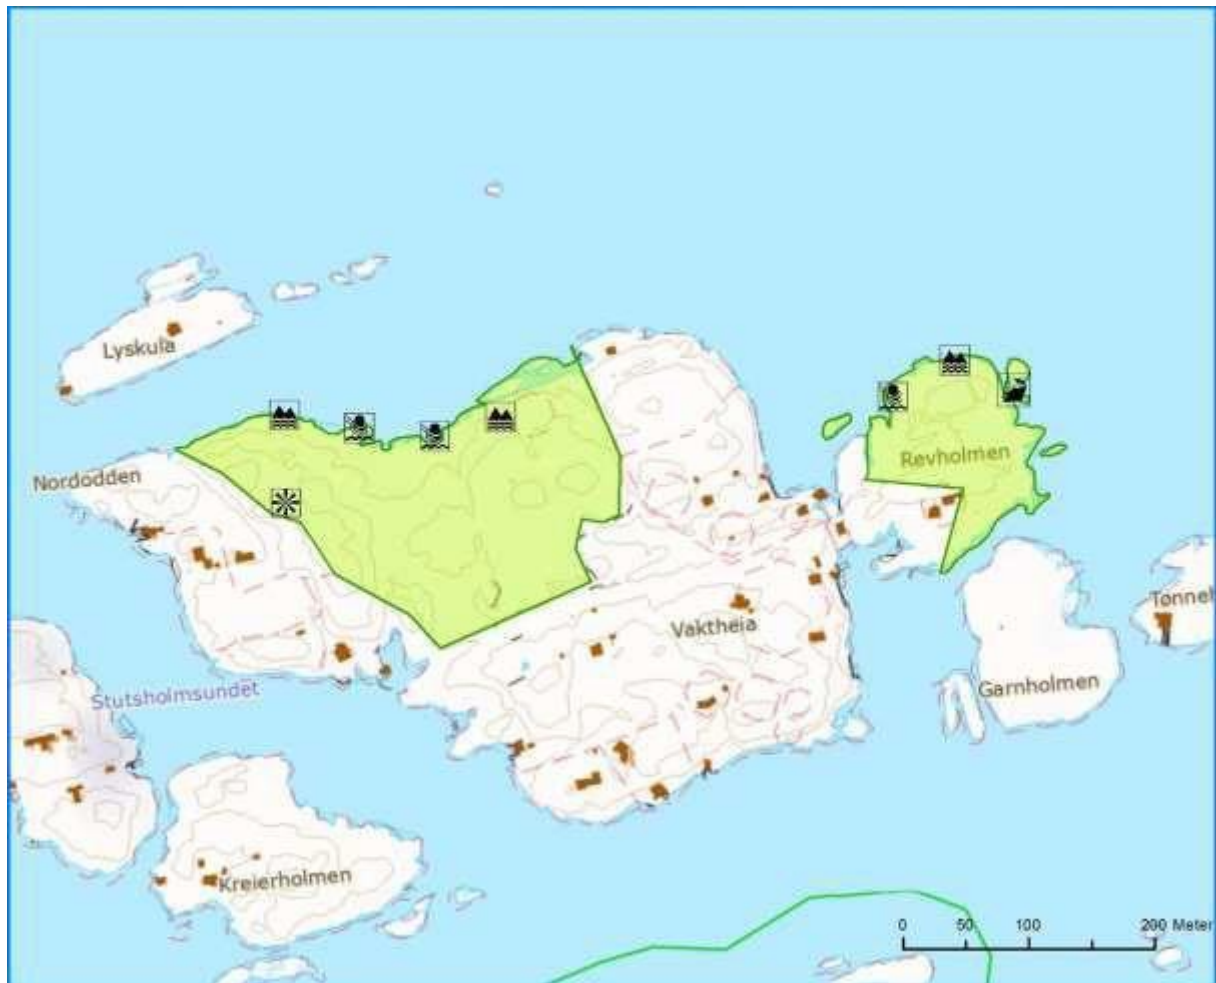 Lyskula
Nordodden
Revholmen
Vaktheia
Garnholmen
Stutsholmsundet
Kreierholmen
0 50 100 200 Meter